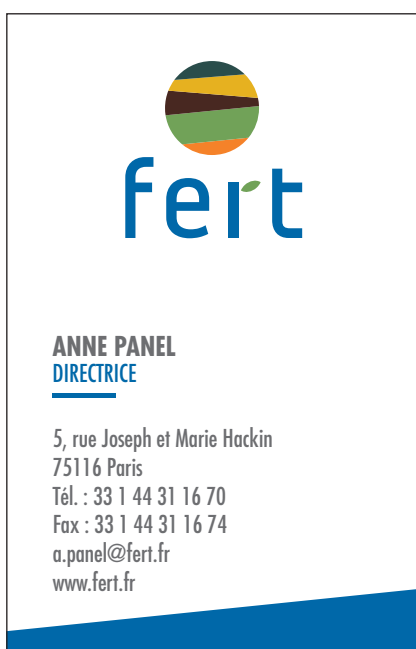 fert
ANNE PANEL
DIRECTRICE
5, rue Joseph et Marie Hackin
75116 Paris
Tél. : 33 1 44 31 16 70
Fax : 33 1 44 31 16 74
a.panel@fert.fr
www.fert.fr